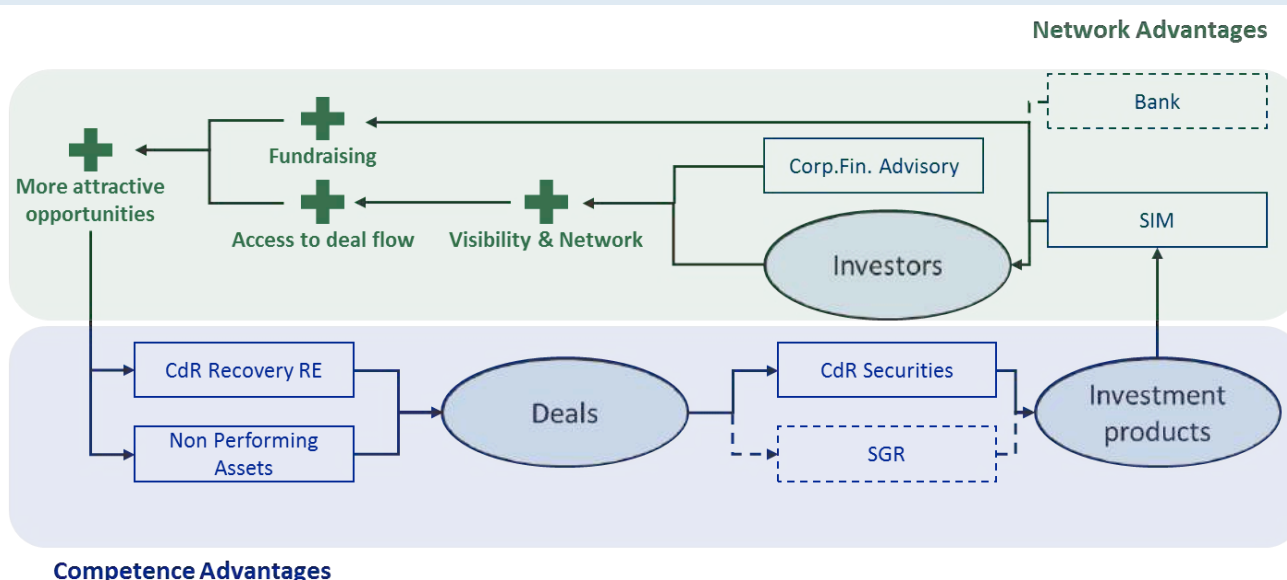 Network Advantages
Bank
Fundraising
Corp.Fin. Advisory
More attractive
opportunities
SIM
Access to deal flow
Visibility & Network
Investors
CdR Recovery RE
CdR Securities
Deals
Investment
products
Non Performing
Assets
SGR
Competence Advantages